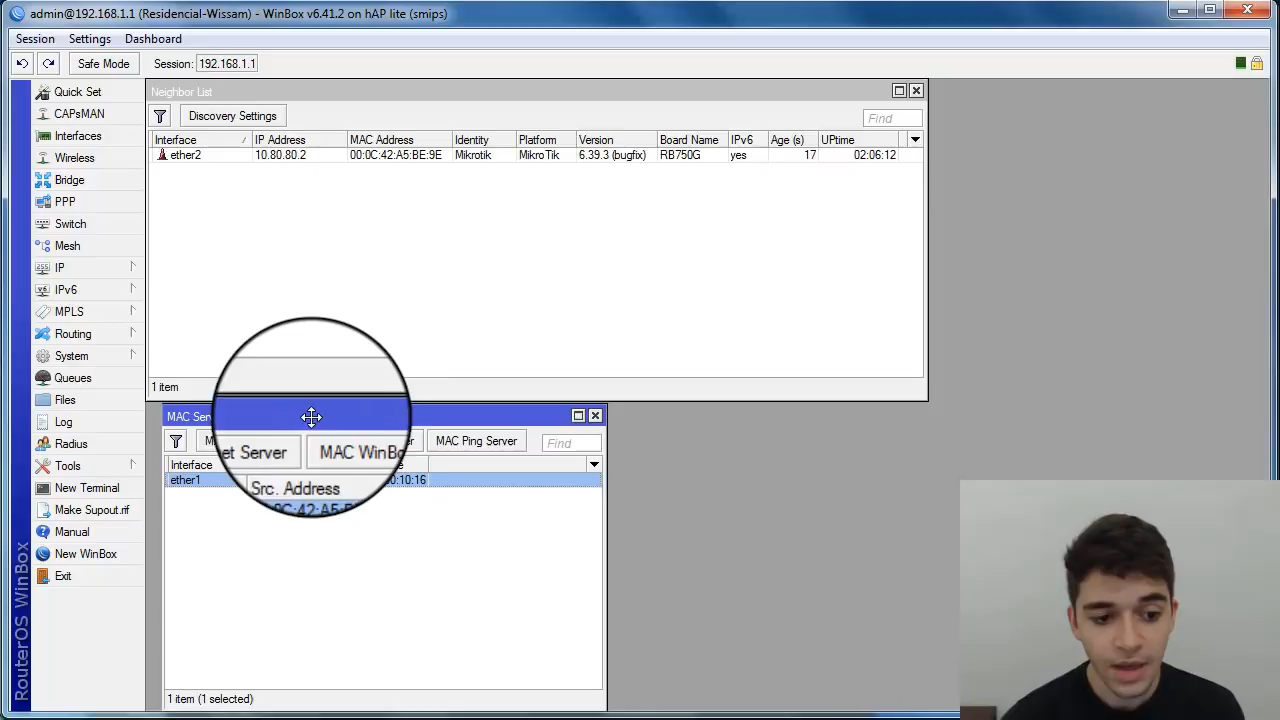 admin@192.168.1.1 (Residencial-Wissam) - WinBox v6.41.2 on hAP lite (smips)
Session Settings Dashboard
Safe Mode Session: 192.168.1.1
Quick Set
CAPsMAN
Interfaces
Wireless
Bridge
PPP
Switch
Mesh
IP
IPv6
MPLS
Routing
System
Queues
Files
Log
Radius
Tools
New Teminal
Make Supout.rif
Manual
New WinBox
Exit
RouterOS WinBox
Neighbor List
Discovery Settings Find
Interface IP Address MAC Address Identity Platform Version Board Name IPv6 Age (s) UPtime
ether2 10.80.80.2 00:0C:42:A5:BE:9E Mikrotik MikroTik 6.39.3 (bugfix) RB750G yes 17 02:06:12
1 item
MAC
MAC Ping Server Find
Server MAC
Interface Src. Address
ether1
1 item (1 selected)